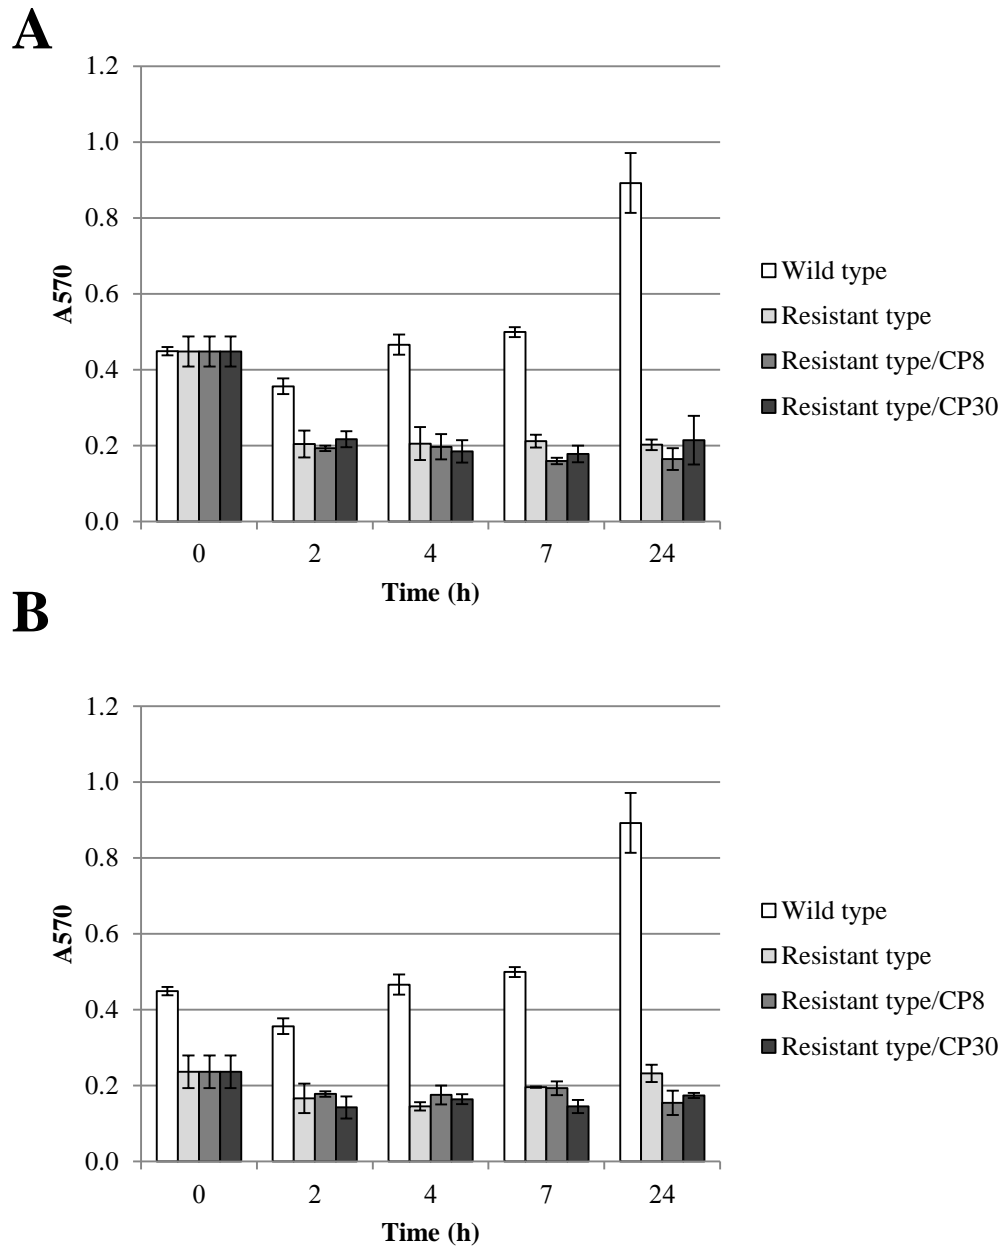 A
1.2
1.0
0.8
0.6
0.4
0.2
0.0
A570
0 2 4 7 24
Time (h)
Wild type
Resistant type
Resistant type/CP8
Resistant type/CP30
B
1.2
1.0
0.8
0.6
0.4
0.2
0.0
A570
0 2 4 7 24
Time (h)
Wild type
Resistant type
Resistant type/CP8
Resistant type/CP30